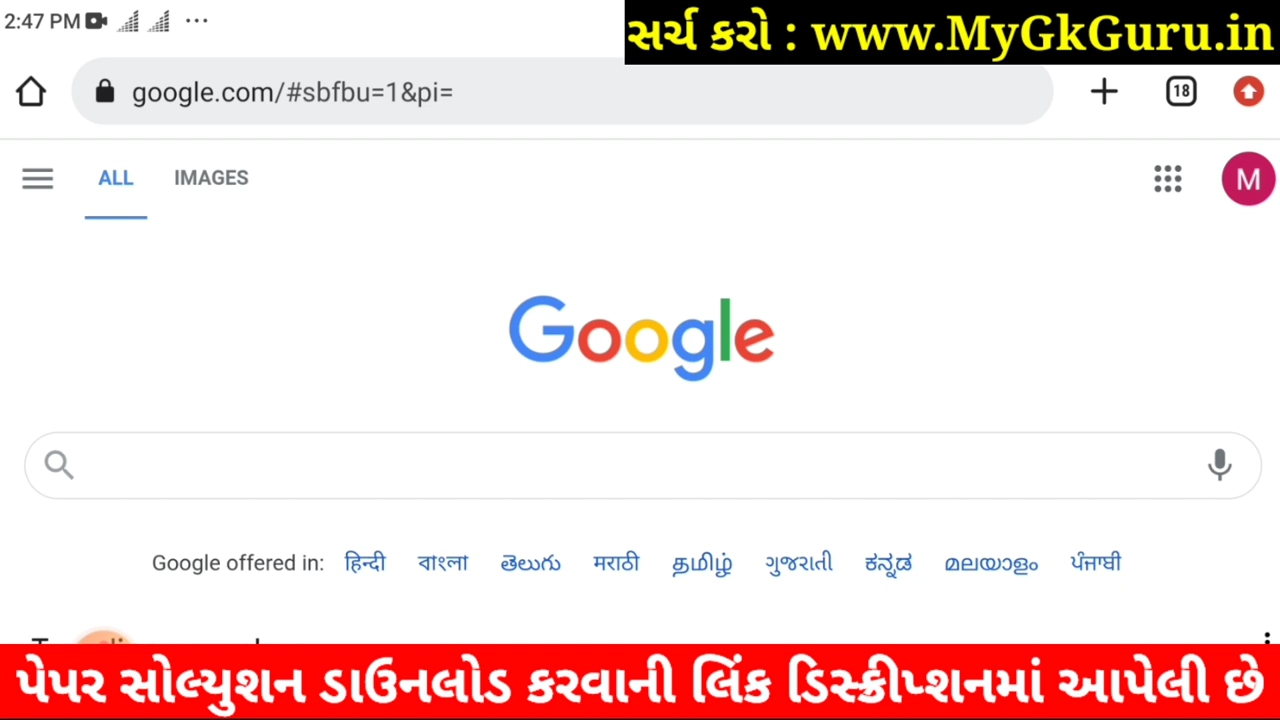 2:47 PM
સર્ચ કરો : www.MyGkGuru.in
google.com/#sbfbu=1&pi=
18
ALL IMAGES
M
Google
Google offered in: हिन्दी বাংলা తెలుగు मराठी தமிழ் ગુજરાતી ಕನ್ನಡ മലയാളം ਪੰਜਾਬੀ
પેપર સોલ્યુશન ડાઉનલોડ કરવાની લિંક ડિસ્ક્રીપ્શનમાં આપેલી છે